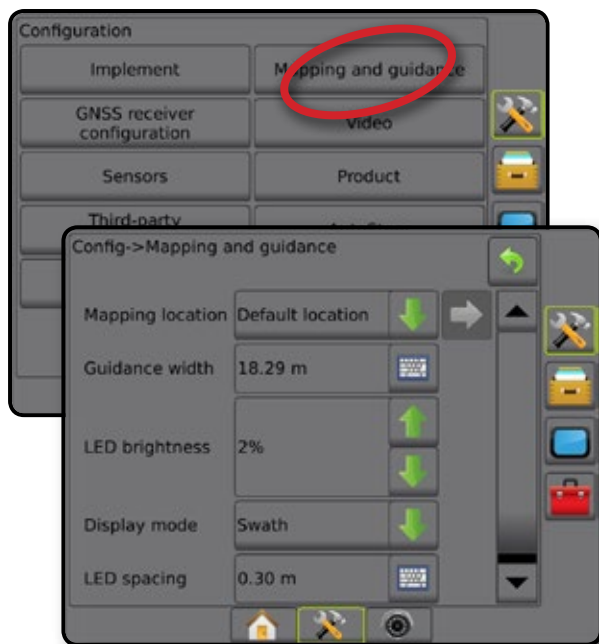 Configuration
Implement
Mapping and guidance
GNSS receiver
configuration
Video
Sensors
Product
Third-party
Config->Mapping and guidance
Mapping location
Default location
Guidance width
18.29 m
LED brightness
2%
Display mode
Swath
LED spacing
0.30 m